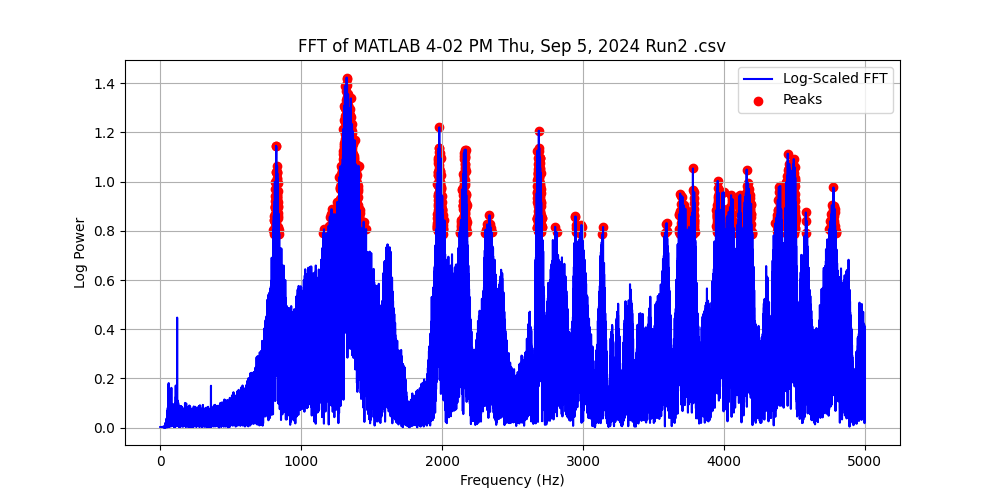 FFT of MATLAB 4-02 PM Thu, Sep 5, 2024 Run2 .csv
Log-Scaled FFT
Peaks
Log Power
1.4
1.2
1.0
0.8
0.6
0.4
0.2
0.0
0 1000 2000 3000 4000 5000
Frequency (Hz)